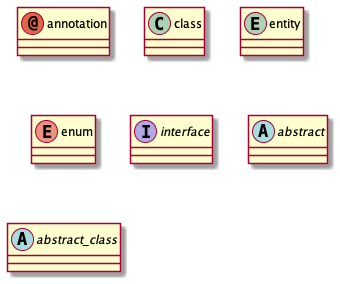 @ annotation
C class
E entity
E enum
I interface
A abstract
A abstract_class